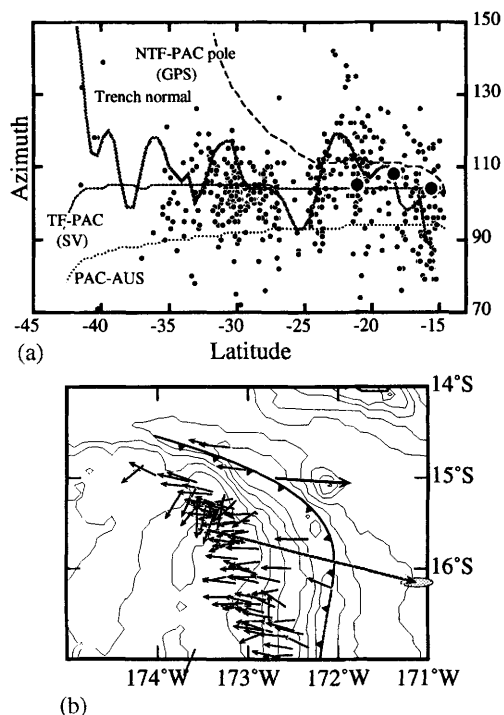 150
NTF-PAC pole
(GPS)
Trench normal
130
Azimuth
110
TF-PAC
(SV)
90
PAC-AUS
70
-45 -40 -35 -30 -25 -20 -15
(a) Latitude
14°S
15°S
16°S
174°W 173°W 172°W 171°W
(b)